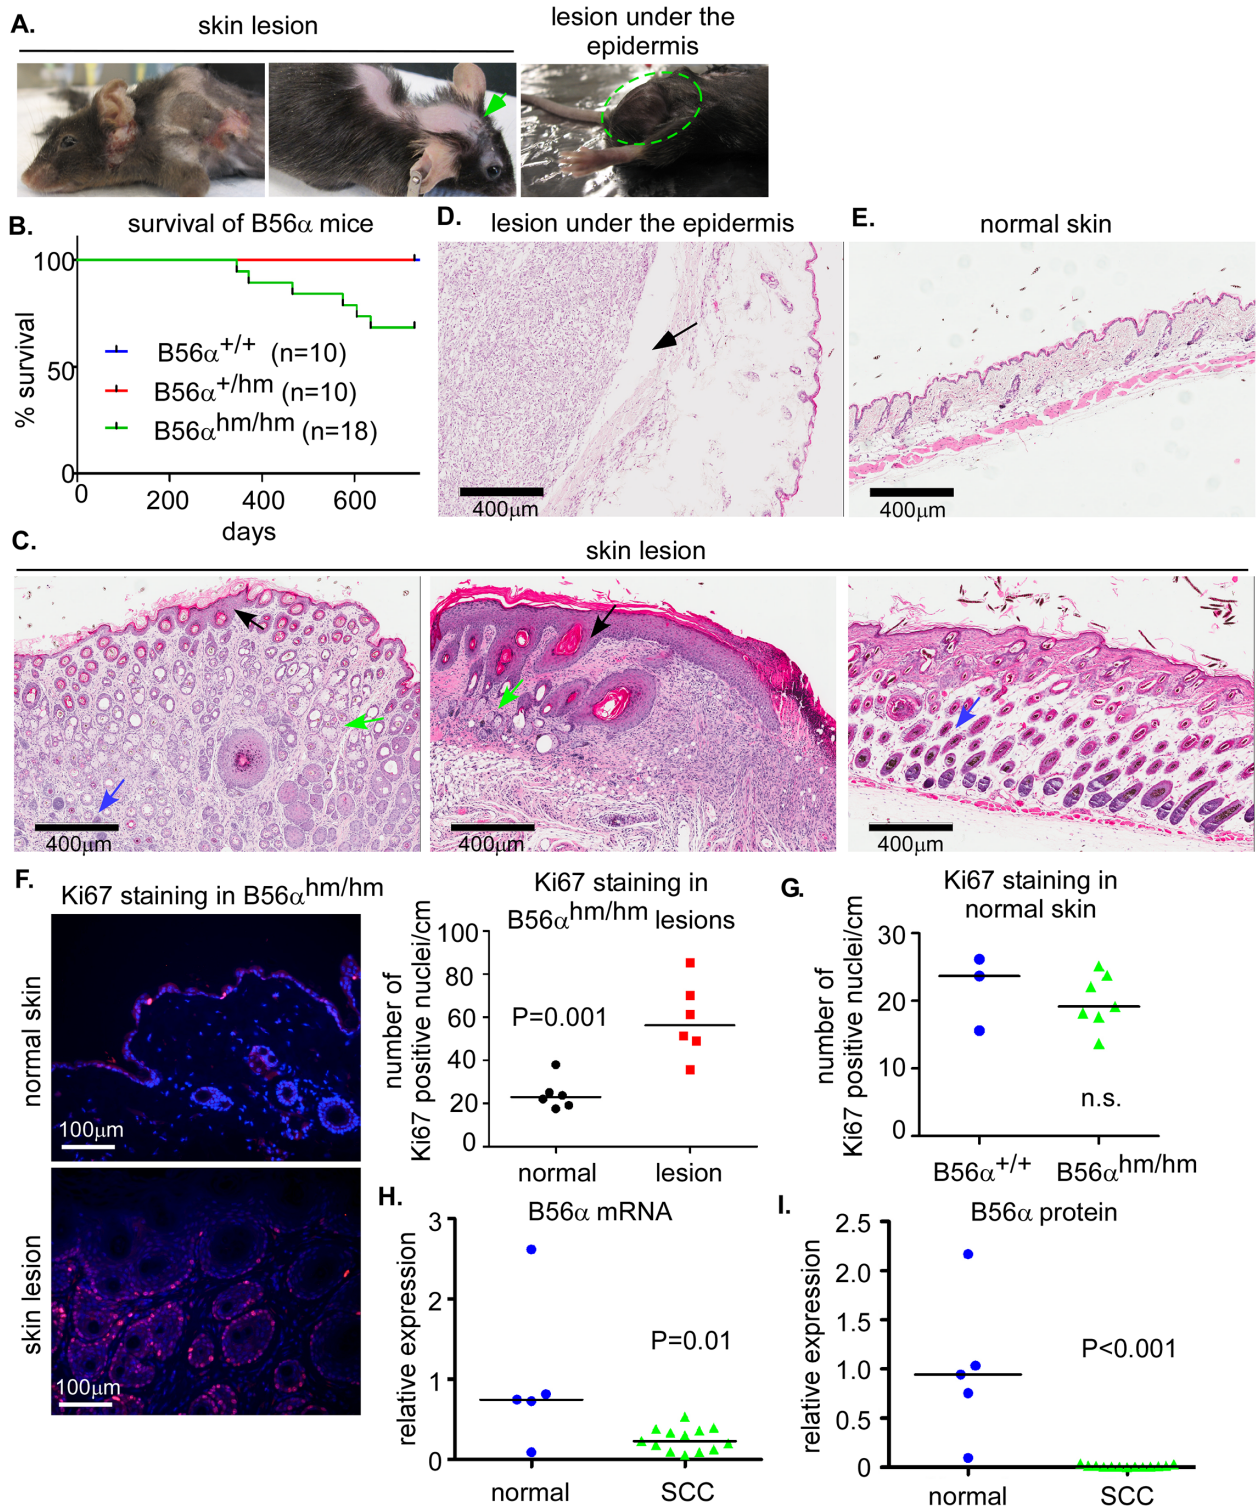 A.
skin lesion
lesion under the
epidermis
B.
survival of B56α mice
% survival
100
50
0
0 200 400 600
days
B56α+/+ (n=10)
B56α+/hm (n=10)
B56αhm/hm (n=18)
D.
lesion under the epidermis
400μm
E.
normal skin
400μm
C.
skin lesion
400μm
400μm
400μm
F.
Ki67 staining in B56αhm/hm
normal skin
100μm
skin lesion
100μm
Ki67 staining in
B56αhm/hm lesions
number of
Ki67 positive nuclei/cm
100
80
60
40
20
0
P=0.001
normal lesion
G.
Ki67 staining in
normal skin
number of
Ki67 positive nuclei/cm
30
20
10
0
n.s.
B56α+/+ B56αhm/hm
H.
B56α mRNA
relative expression
3
2
1
0
P=0.01
normal SCC
I.
B56α protein
relative expression
2.5
2.0
1.5
1.0
0.5
0
P<0.001
normal SCC